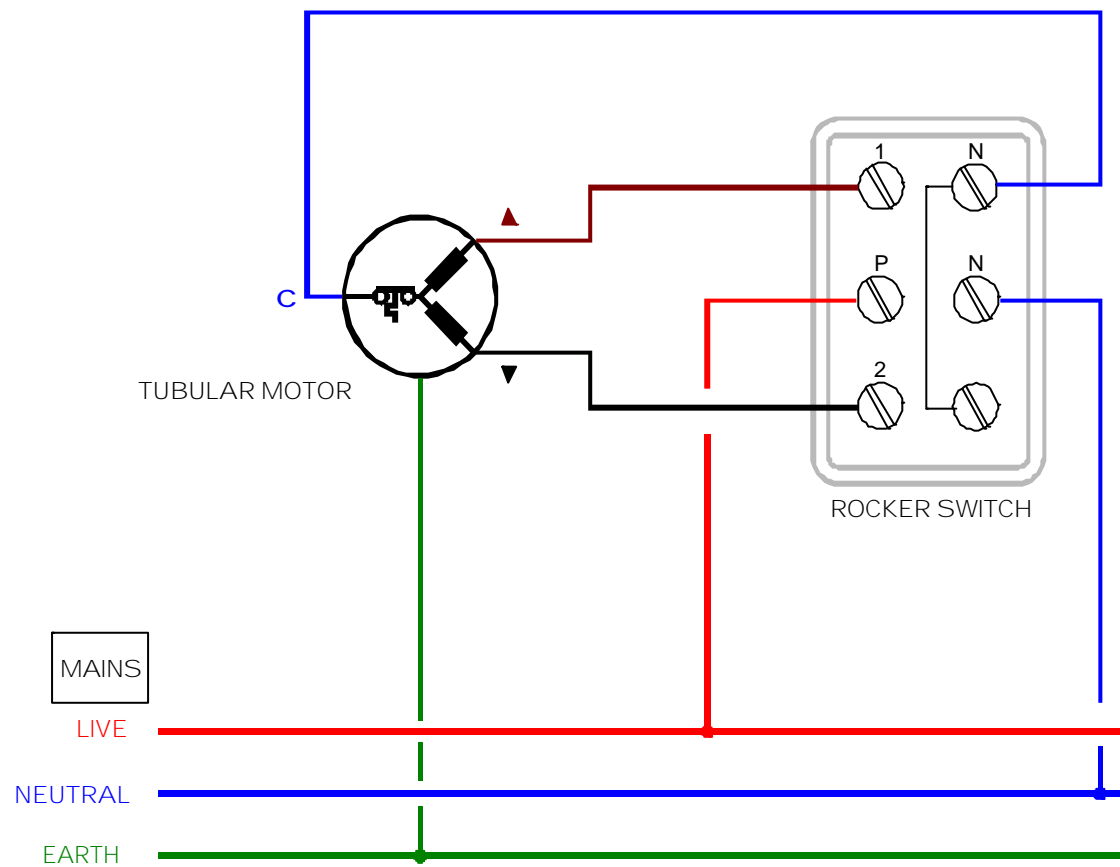 1
N
P
N
C
2
TUBULAR MOTOR
ROCKER SWITCH
MAINS
LIVE
NEUTRAL
EARTH